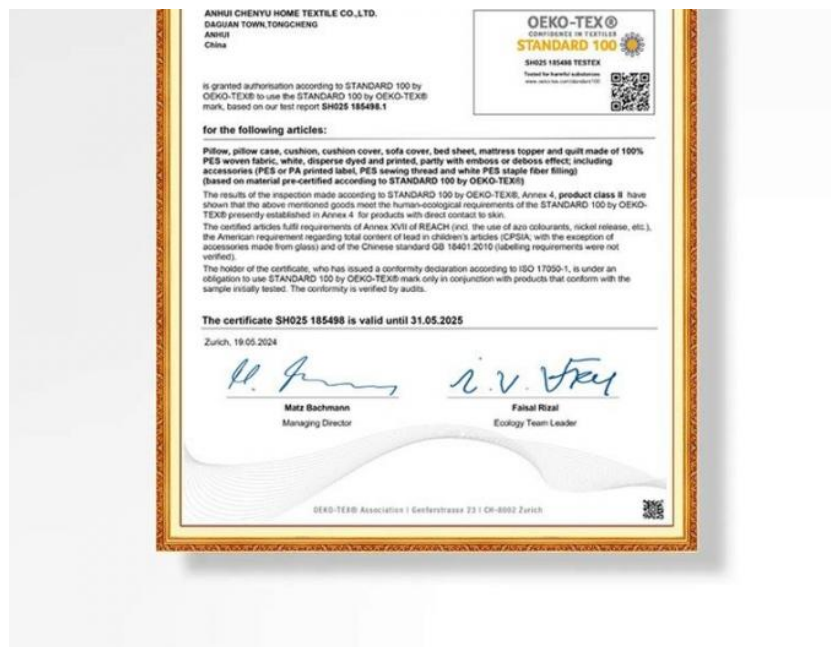 ANHUI CHENYU HOME TEXTILE CO.,LTD.
DAGUAN TOWN,TONGCHENG
ANHUI
China
OEKO-TEX®
CONFIDENCE IN TEXTILES
STANDARD 100
SH025 185498 TESTEX
Tested for harmful substances
www.oeko-tex.com/standard100
is granted authorisation according to STANDARD 100 by
OEKO-TEX® to use the STANDARD 100 by OEKO-TEX®
mark, based on our test report SH025 185498.1
for the following articles:
Pillow, pillow case, cushion, cushion cover, sofa cover, bed sheet, mattress topper and quilt made of 100%
PES woven fabric, white, disperse dyed and printed, partly with emboss or deboss effect; including
accessories (PES or PA printed label, PES sewing thread and white PES staple fiber filling)
(based on material pre-certified according to STANDARD 100 by OEKO-TEX®)
The results of the inspection made according to STANDARD 100 by OEKO-TEX®, Annex 4, product class II have
shown that the above mentioned goods meet the human-ecological requirements of the STANDARD 100 by OEKO-
TEX® presently established in Annex 4 for products with direct contact to skin.
The certified articles fulfil requirements of Annex XVII of REACH (incl. the use of azo colourants, nickel release, etc.),
the American requirement regarding total content of lead in children's articles (CPSIA; with the exception of
accessories made from glass) and of the Chinese standard GB 18401:2010 (labelling requirements were not
verified).
The holder of the certificate, who has issued a conformity declaration according to ISO 17050-1, is under an
obligation to use STANDARD 100 by OEKO-TEX® mark only in conjunction with products that conform with the
sample initially tested. The conformity is verified by audits.
The certificate SH025 185498 is valid until 31.05.2025
Zurich, 19.05.2024
Matz Bachmann
Managing Director
Faisal Rizal
Ecology Team Leader
OEKO-TEX® Association | Genferstrasse 23 | CH-8002 Zurich